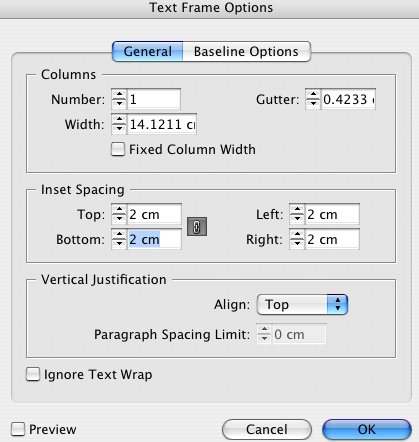 Text Frame Options
General Baseline Options
Columns
Number: 1 Gutter: 0.4233
Width: 14.1211 c
Fixed Column Width
Inset Spacing
Top: 2 cm Left: 2 cm
Bottom: 2 cm Right: 2 cm
Vertical Justification
Align: Top
Paragraph Spacing Limit: 0 cm
Ignore Text Wrap
Preview Cancel OK